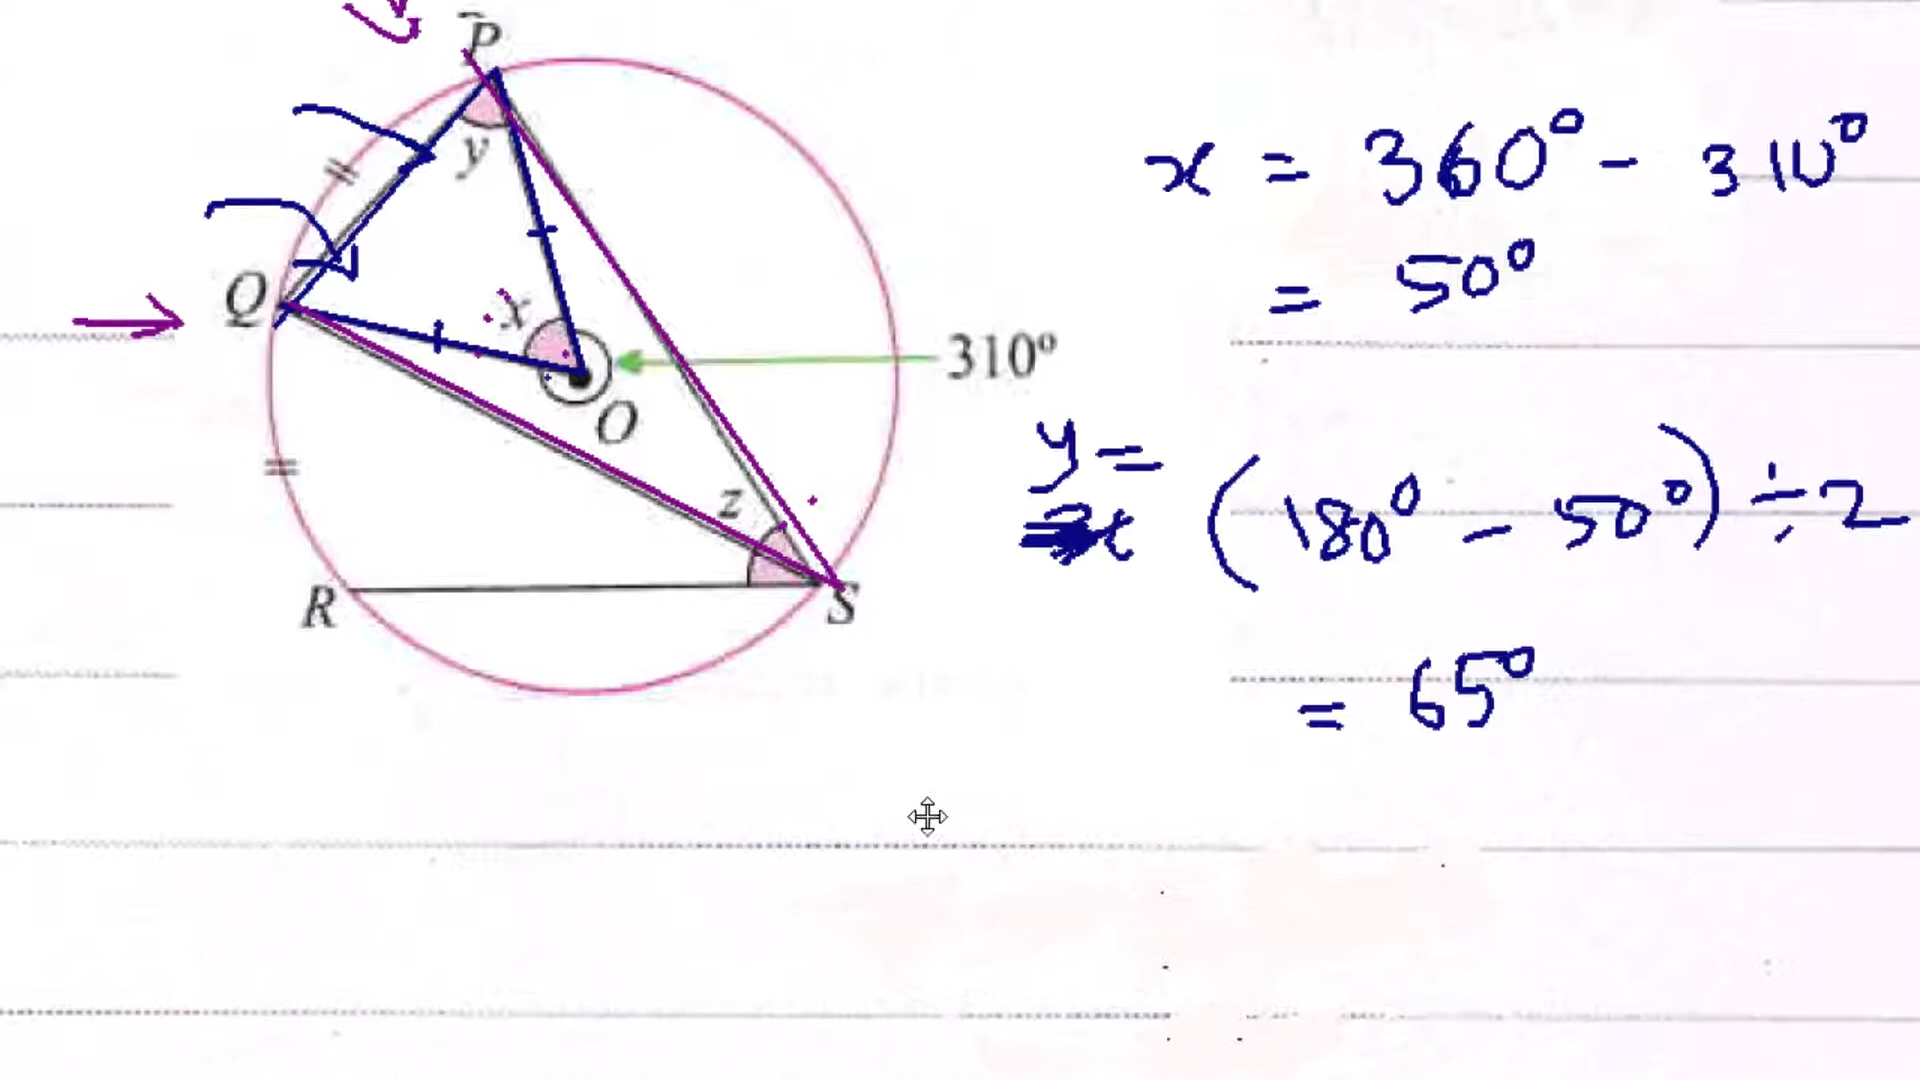 P
x = 360° - 310°
y
= 50°
Q
x
310°
O
y =
z
(180° - 50°) ÷ 2
R
S
= 65°